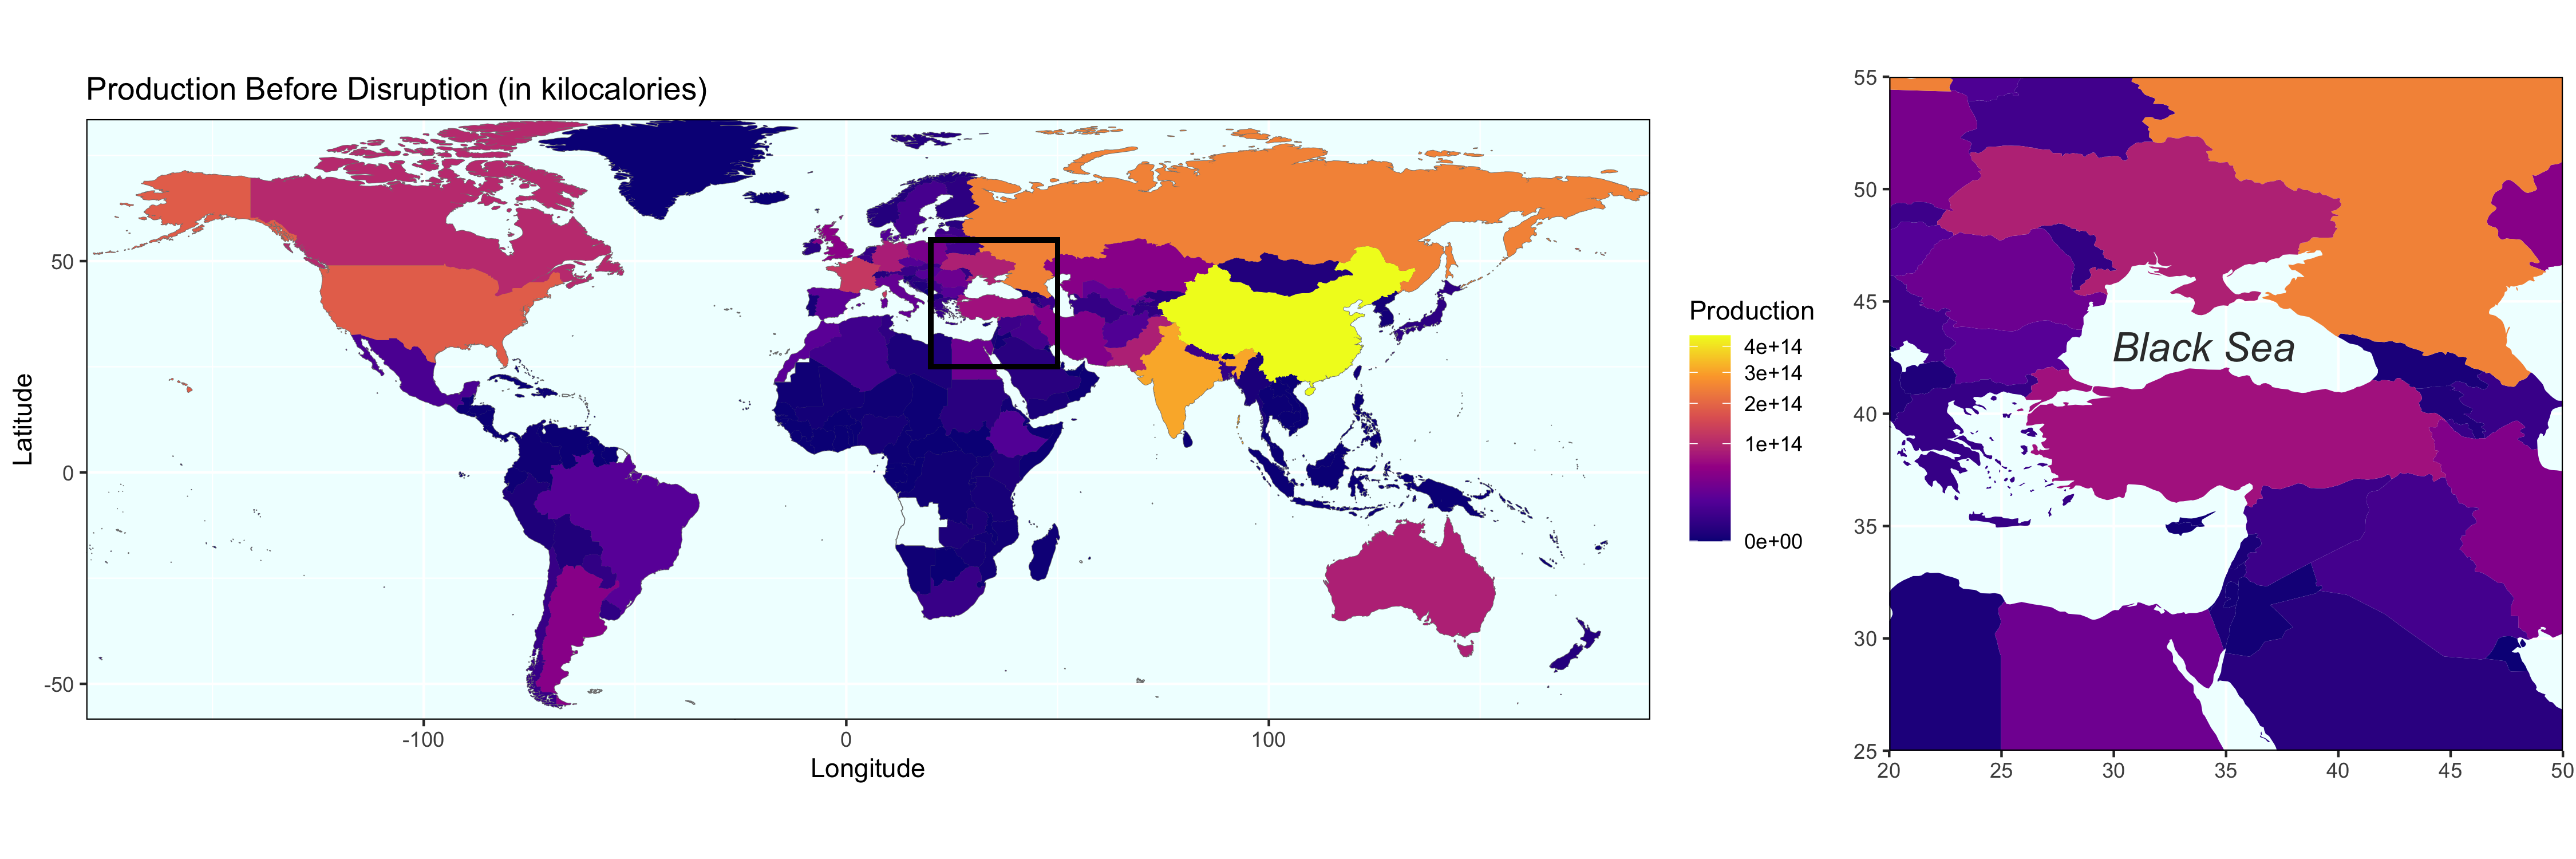 Production Before Disruption (in kilocalories)
Latitude
50
0
-50
-100
0
100
Longitude
Production
4e+14
3e+14
2e+14
1e+14
0e+00
55
50
45
40
35
30
25
Black Sea
20
25
30
35
40
45
50